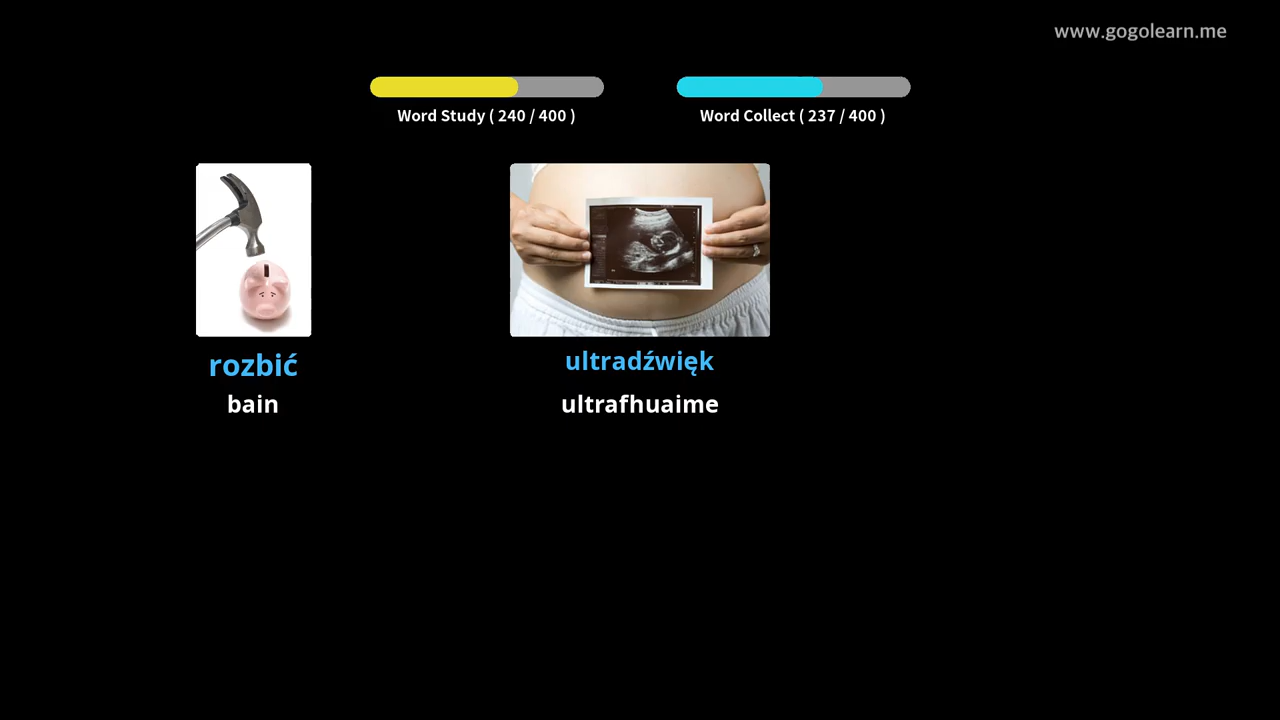 www.gogolearn.me
Word Study ( 240 / 400 )
Word Collect ( 237 / 400 )
rozbić
bain
ultradźwięk
ultrafhuaime